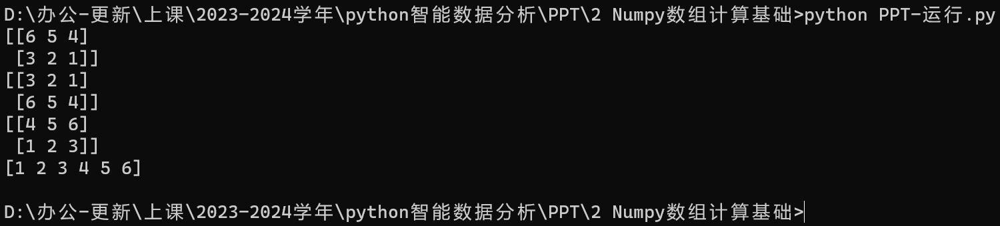 D:\办公-更新\上课\2023-2024学年\python智能数据分析\PPT\2 Numpy数组计算基础>python PPT-运行.py
[[6 5 4]
 [3 2 1]]
[[3 2 1]
 [6 5 4]]
[[4 5 6]
 [1 2 3]]
[1 2 3 4 5 6]
D:\办公-更新\上课\2023-2024学年\python智能数据分析\PPT\2 Numpy数组计算基础>